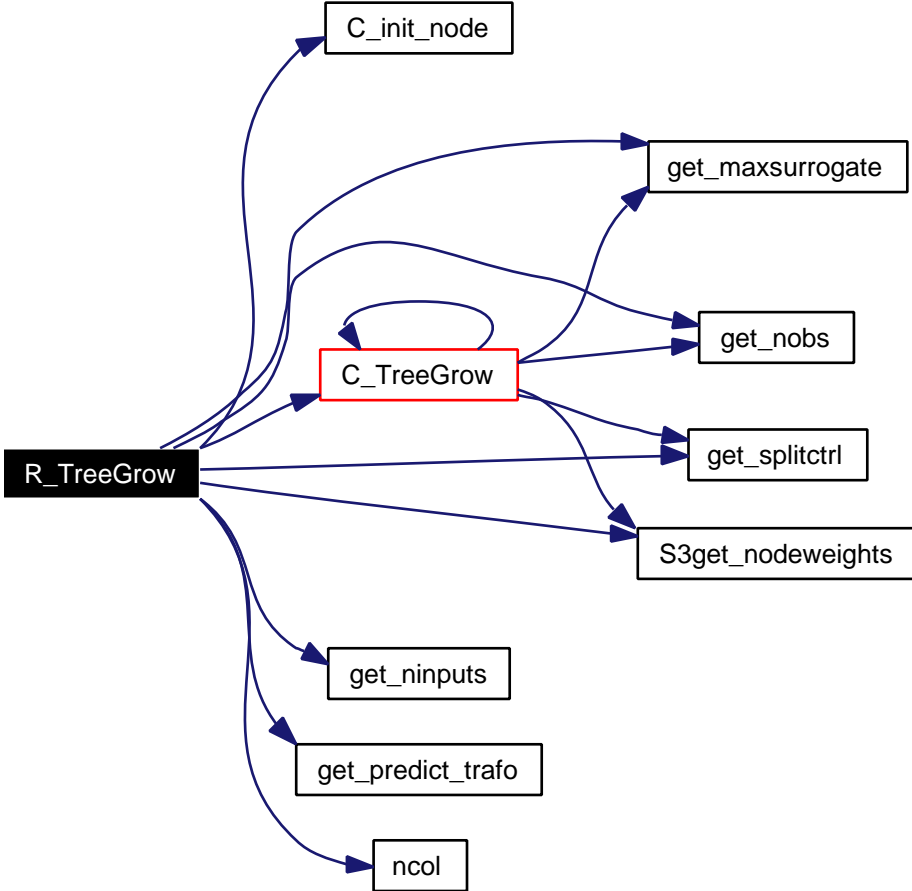 C_init_node
get_maxsurrogate
get_nobs
C_TreeGrow
get_splitctrl
R_TreeGrow
S3get_nodeweights
get_ninputs
get_predict_trafo
ncol